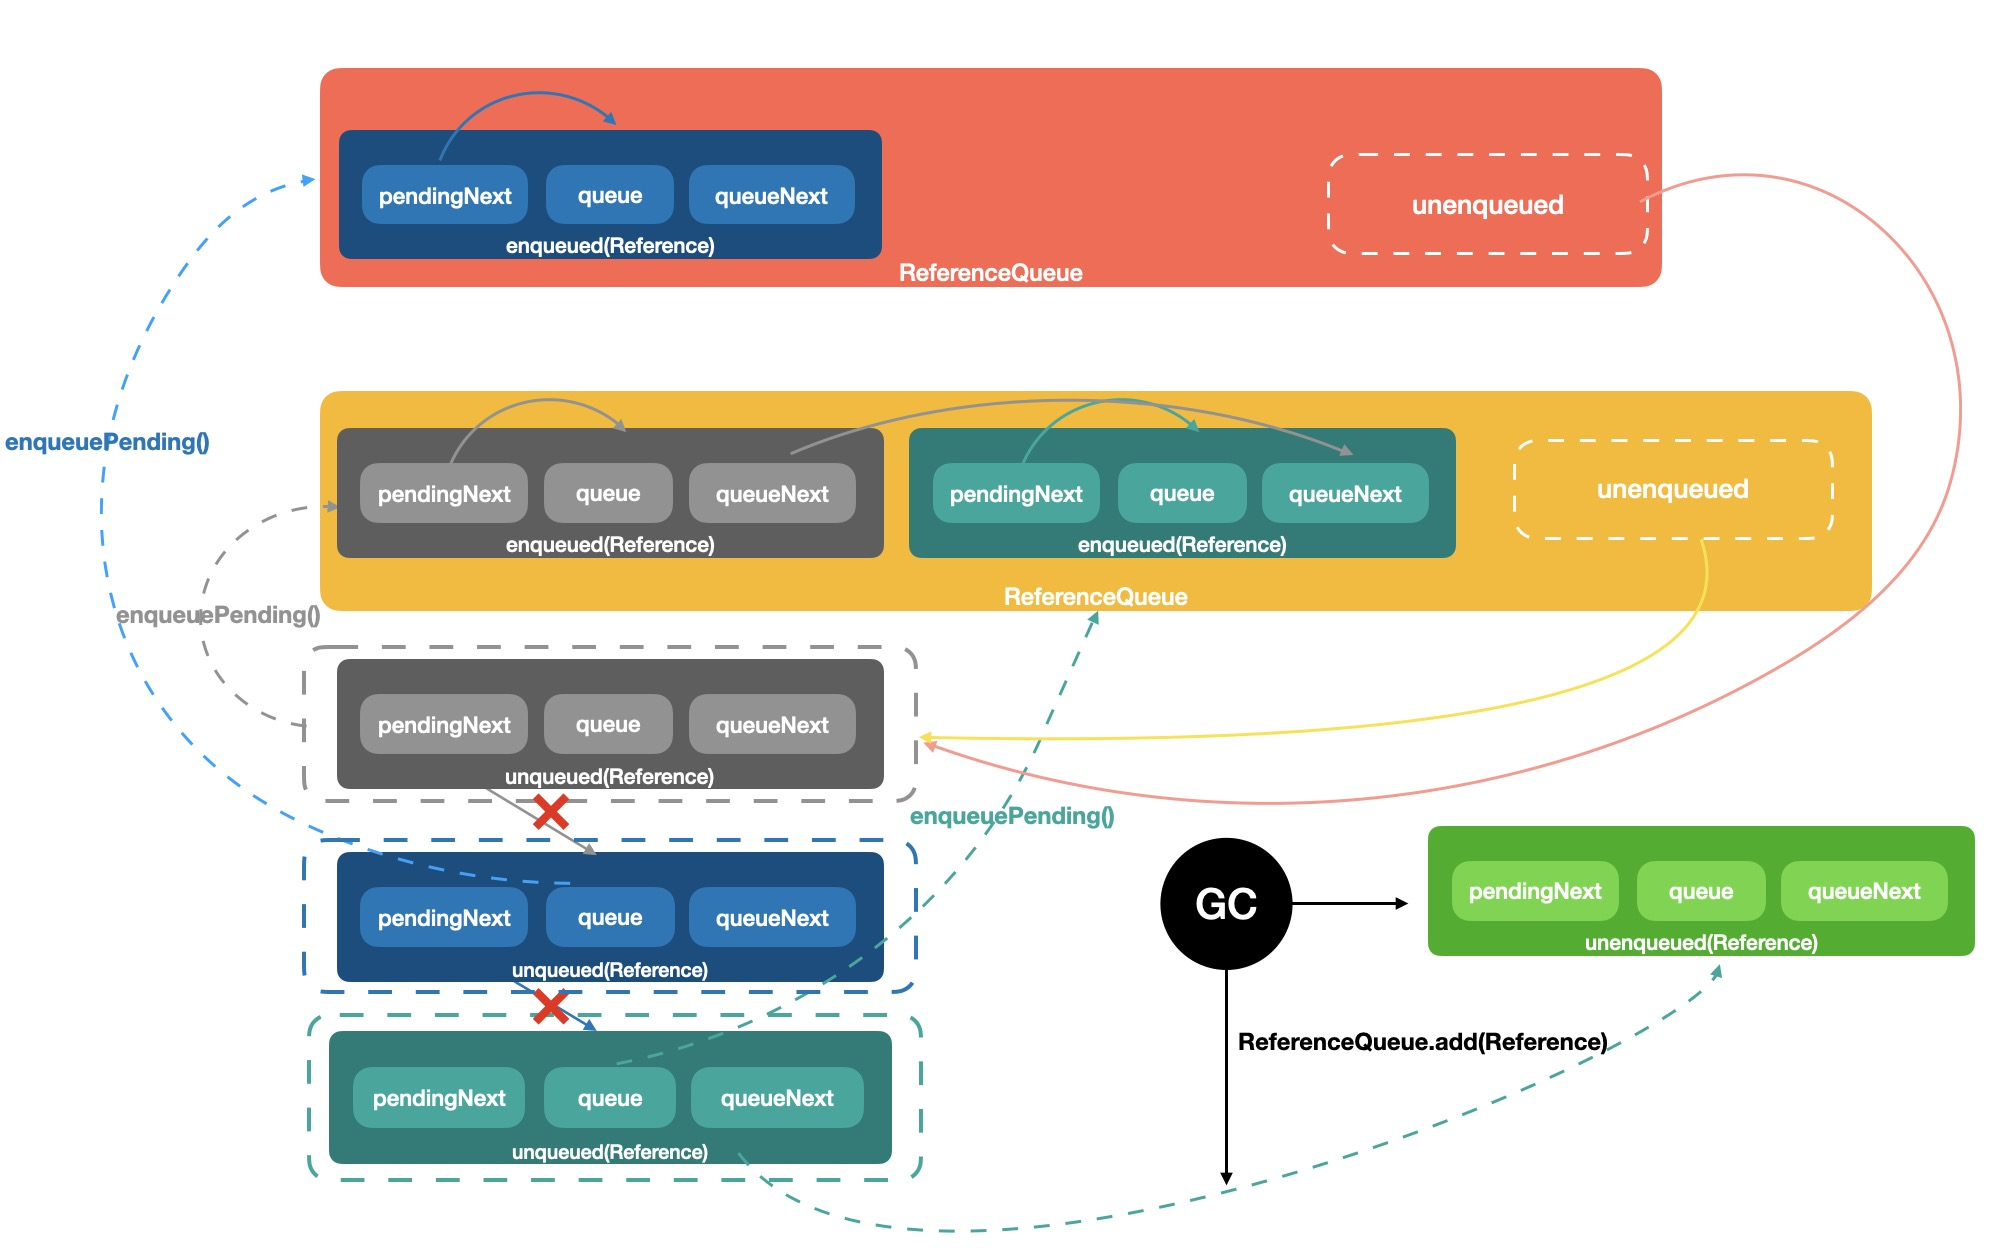 pendingNext
queue
queueNext
enqueued(Reference)
unenqueued
ReferenceQueue
enqueuePending()
pendingNext
queue
queueNext
enqueued(Reference)
pendingNext
queue
queueNext
enqueued(Reference)
unenqueued
ReferenceQueue
enqueuePending()
pendingNext
queue
queueNext
unqueued(Reference)
enqueuePending()
pendingNext
queue
queueNext
unqueued(Reference)
GC
pendingNext
queue
queueNext
unenqueued(Reference)
ReferenceQueue.add(Reference)
pendingNext
queue
queueNext
unqueued(Reference)